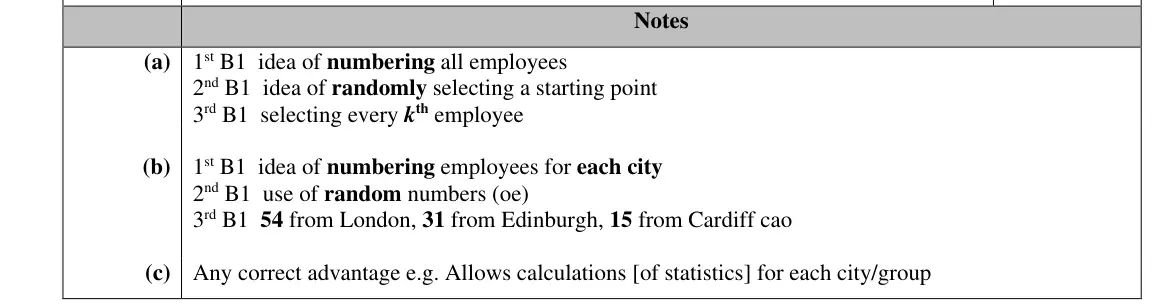 Notes
(a) 1st B1 idea of numbering all employees
2nd B1 idea of randomly selecting a starting point
3rd B1 selecting every kth employee
(b) 1st B1 idea of numbering employees for each city
2nd B1 use of random numbers (oe)
3rd B1 54 from London, 31 from Edinburgh, 15 from Cardiff cao
(c) Any correct advantage e.g. Allows calculations [of statistics] for each city/group